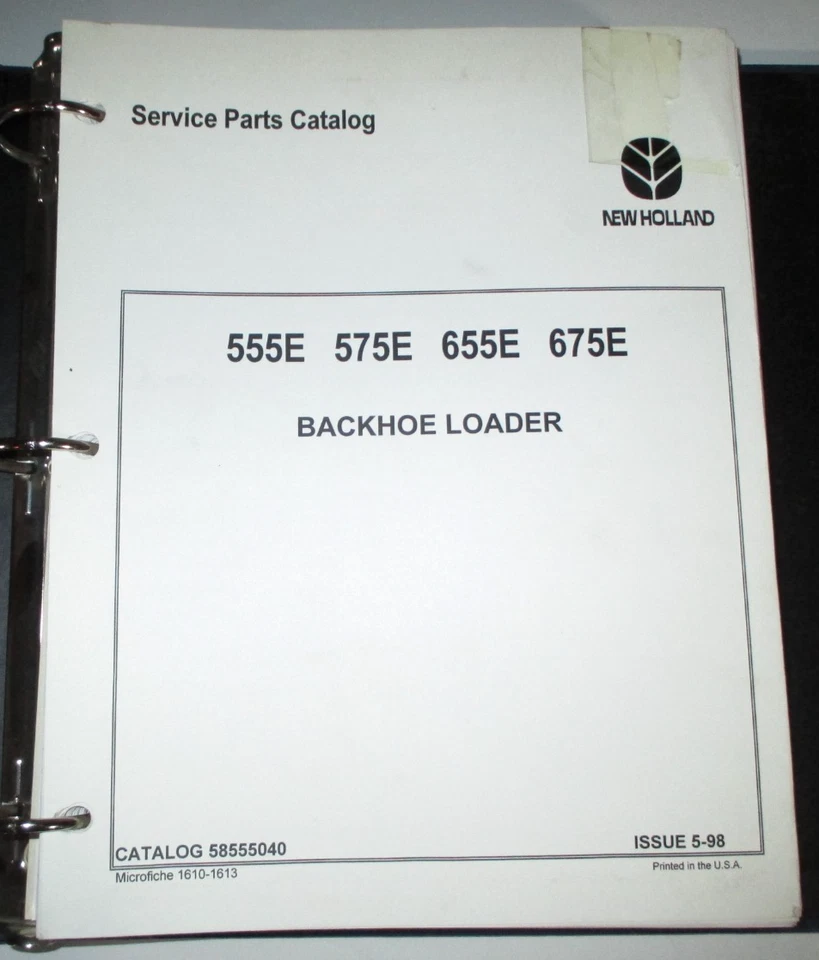 Service Parts Catalog
NEW HOLLAND
555E 575E 655E 675E
BACKHOE LOADER
CATALOG 58555040
ISSUE 5-98
Microfiche 1610-1613
Printed in the U.S.A.